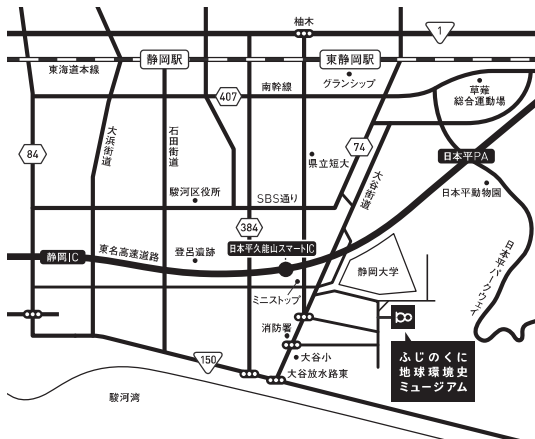 柚木
1
静岡駅
東静岡駅
東海道本線
グランシップ
南幹線
407
草薙
総合運動場
大浜街道
石田街道
74
84
県立短大
日本平PA
大谷街道
駿河区役所
日本平動物園
SBS通り
384
日本平久能山スマートIC
東名高速道路
登呂遺跡
静岡IC
静岡大学
日本平パークウェイ
ミニストップ
消防署
大谷小
150
大谷放水路東
ふじのくに
地球環境史
ミュージアム
駿河湾